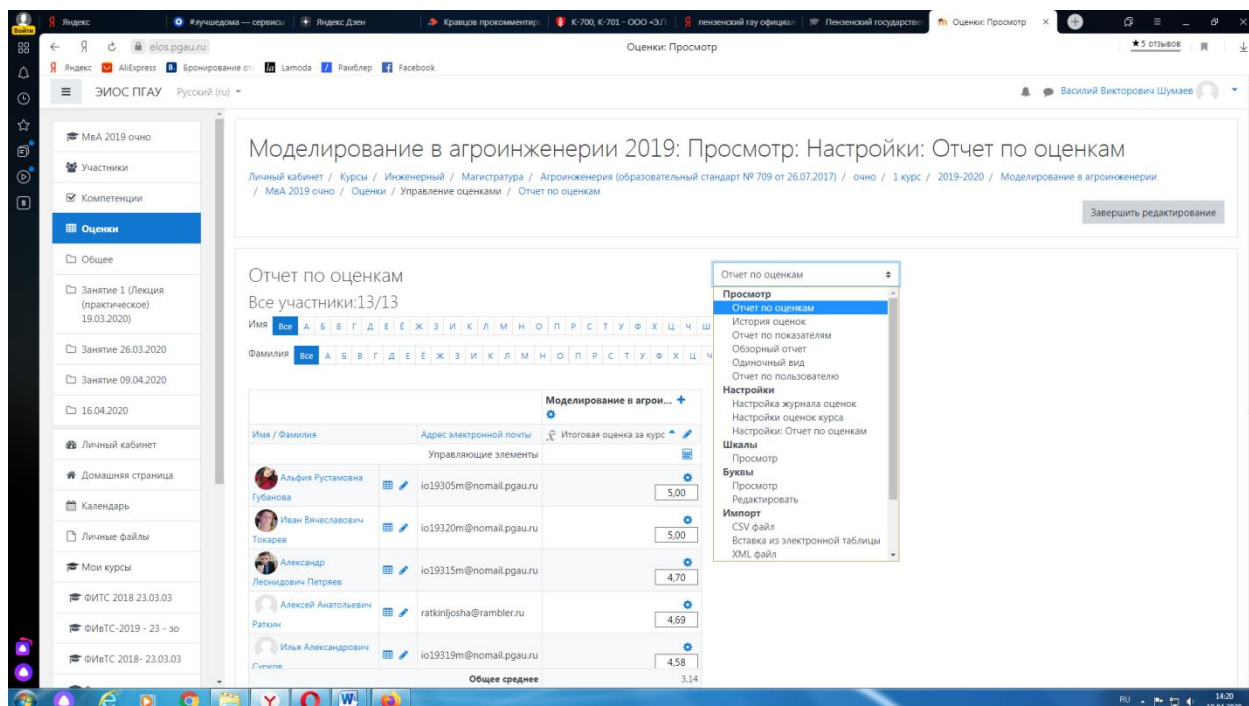 Яндекс
#лучшедома — сервисы
Яндекс Дзен
Кравцов прокомментир
К-700, К-701 - ООО «ЭЛ
пензенский гау официал
Пензенский государстве
Оценки: Просмотр
Войти
eios.pgau.ru
Оценки: Просмотр
★ 5 отзывов
Яндекс
AliExpress
Бронирование от
Lamoda
Рамблер
Facebook
ЭИОС ПГАУ
Русский (ru)
Василий Викторович Шумаев
МвА 2019 очно
Участники
Компетенции
Оценки
Общее
Занятие 1 (Лекция
(практическое)
19.03.2020)
Занятие 26.03.2020
Занятие 09.04.2020
16.04.2020
Личный кабинет
Домашняя страница
Календарь
Личные файлы
Мои курсы
ФИТС 2018 23.03.03
ФИвТС-2019 - 23 - зо
ФИвТС 2018- 23.03.03
Моделирование в агроинженерии 2019: Просмотр: Настройки: Отчет по оценкам
Личный кабинет / Курсы / Инженерный / Магистратура / Агроинженерия (образовательный стандарт № 709 от 26.07.2017) / очно / 1 курс / 2019-2020 / Моделирование в агроинженерии
/ МвА 2019 очно / Оценки / Управление оценками / Отчет по оценкам
Завершить редактирование
Отчет по оценкам
Все участники:13/13
Имя Все А Б В Г Д Е Ё Ж З И К Л М Н О П Р С Т У Ф Х Ц Ч Ш
Фамилия Все А Б В Г Д Е Ё Ж З И К Л М Н О П Р С Т У Ф Х Ц Ч
Моделирование в агрои...
Имя / Фамилия
Адрес электронной почты
Итоговая оценка за курс
Управляющие элементы
Альфия Рустамовна
Губанова
io19305m@nomail.pgau.ru
5,00
Иван Вячеславович
Токарев
io19320m@nomail.pgau.ru
5,00
Александр
Леонидович Петряев
io19315m@nomail.pgau.ru
4,70
Алексей Анатольевич
Раткин
ratkinljosha@rambler.ru
4,69
Илья Александрович
io19319m@nomail.pgau.ru
4,58
Общее среднее
3,14
Отчет по оценкам
Просмотр
Отчет по оценкам
История оценок
Отчет по показателям
Обзорный отчет
Одиночный вид
Отчет по пользователю
Настройки
Настройка журнала оценок
Настройки оценок курса
Настройки: Отчет по оценкам
Шкалы
Просмотр
Буквы
Просмотр
Редактировать
Импорт
CSV файл
Вставка из электронной таблицы
XML файл
RU
14:20